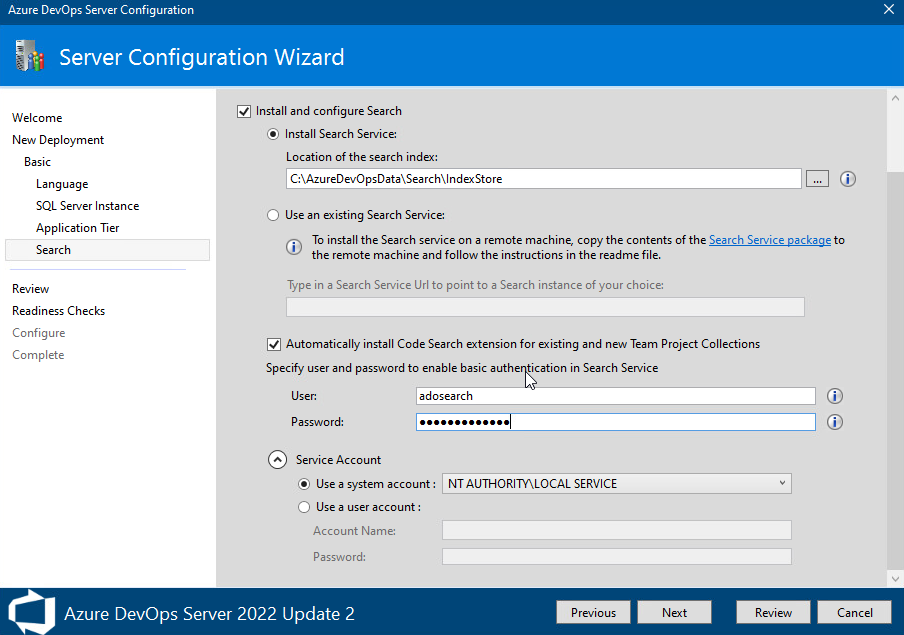 Azure DevOps Server Configuration
Server Configuration Wizard
Welcome
New Deployment
Basic
Language
SQL Server Instance
Application Tier
Search
Review
Readiness Checks
Configure
Complete
Install and configure Search
Install Search Service:
Location of the search index:
C:\AzureDevOpsData\Search\IndexStore
...
Use an existing Search Service:
To install the Search service on a remote machine, copy the contents of the Search Service package to
the remote machine and follow the instructions in the readme file.
Type in a Search Service Url to point to a Search instance of your choice:
Automatically install Code Search extension for existing and new Team Project Collections
Specify user and password to enable basic authentication in Search Service
User:
adosearch
Password:
●●●●●●●●●●●●●
Service Account
Use a system account :
NT AUTHORITY\LOCAL SERVICE
Use a user account :
Account Name:
Password:
Azure DevOps Server 2022 Update 2
Previous
Next
Review
Cancel